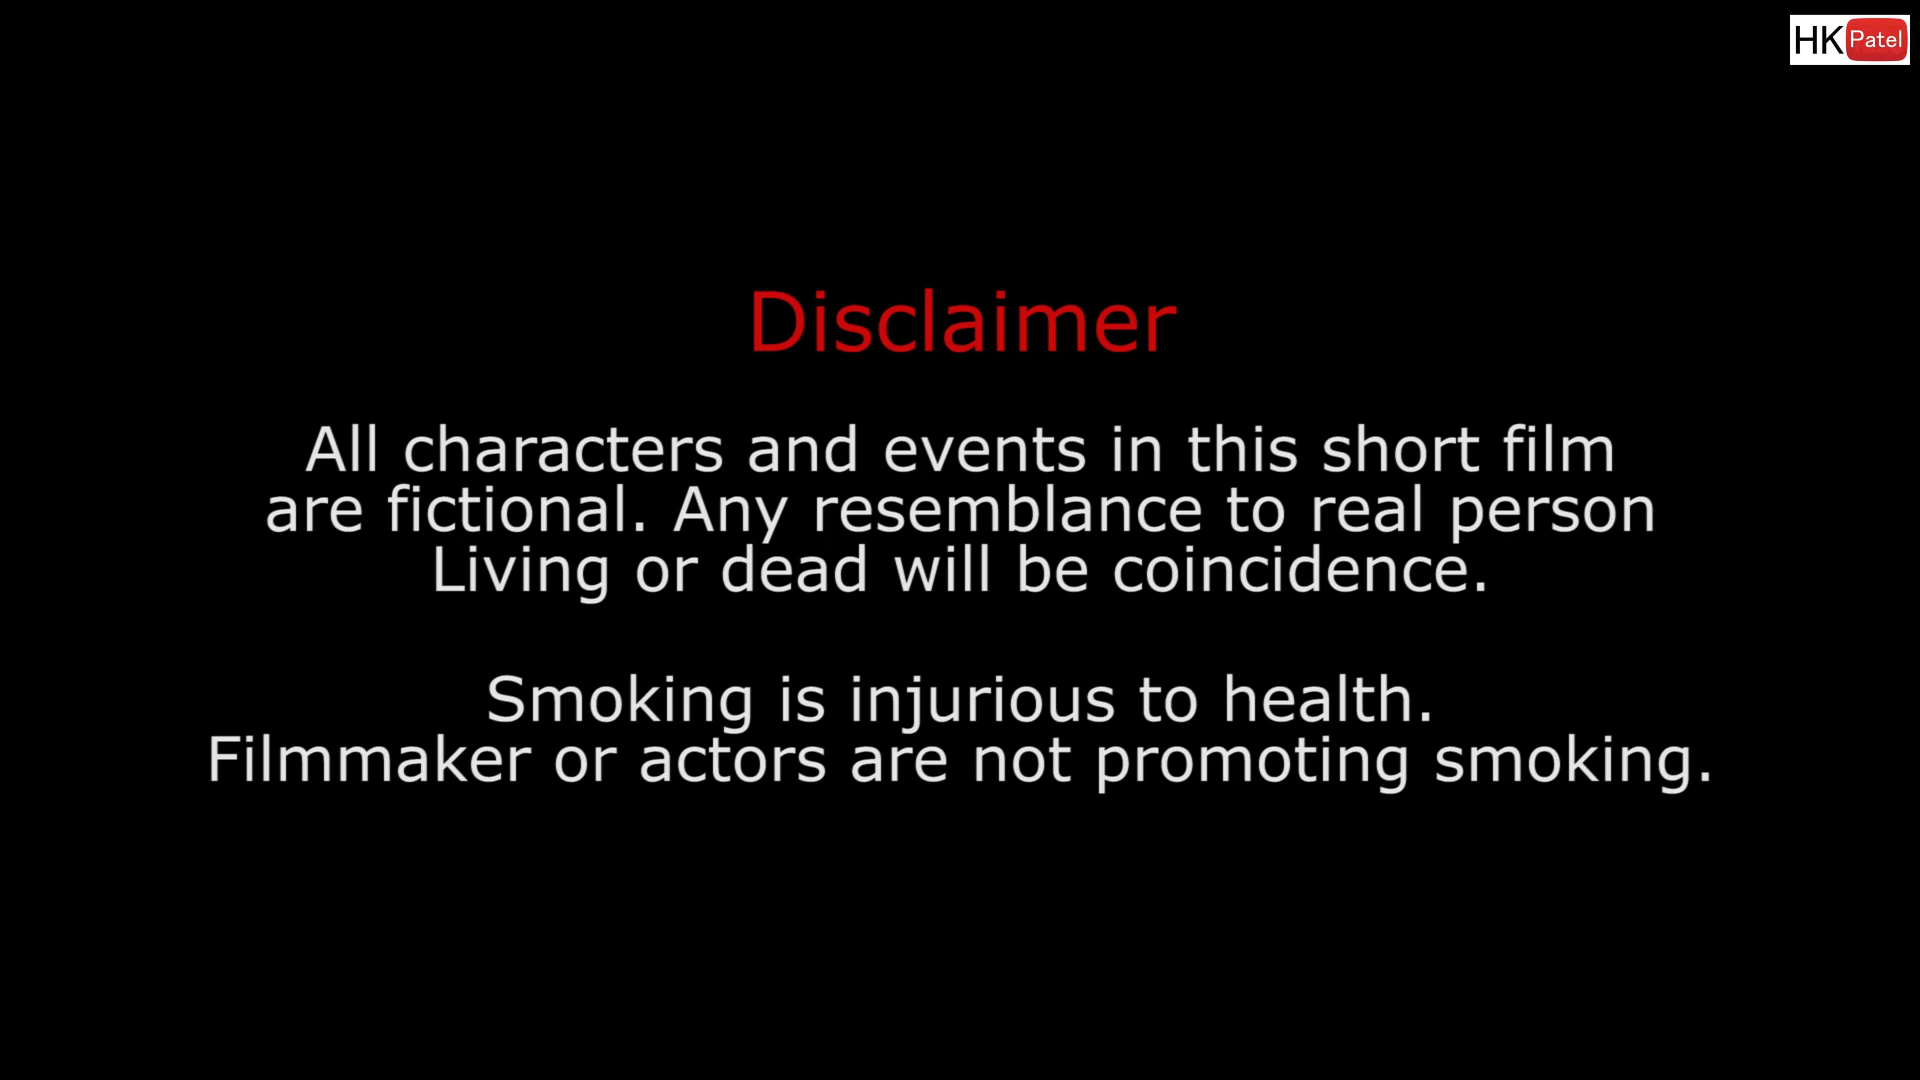 HK Patel
Disclaimer
All characters and events in this short film
are fictional. Any resemblance to real person
Living or dead will be coincidence.
Smoking is injurious to health.
Filmmaker or actors are not promoting smoking.